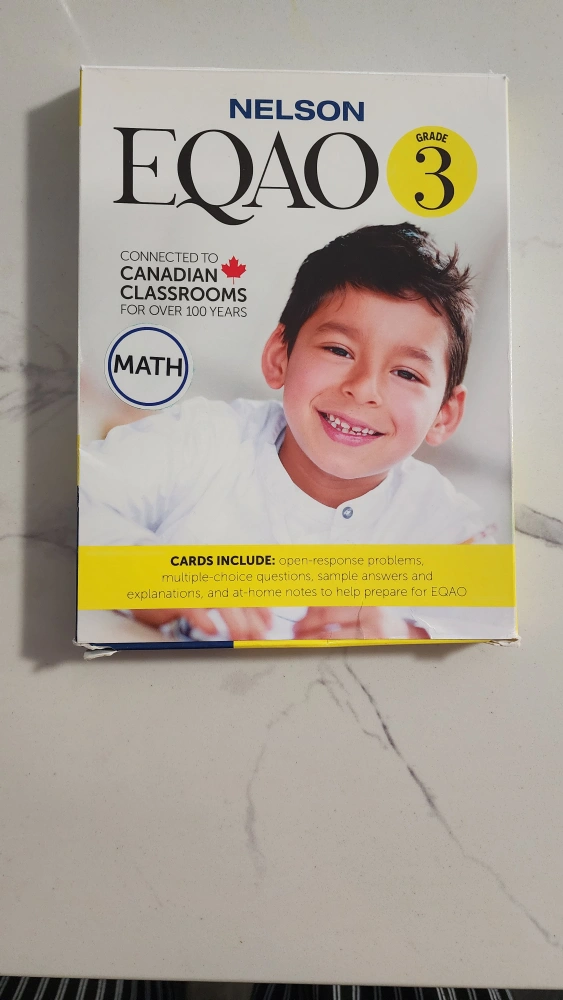 NELSON
EQAO
GRADE
3
CONNECTED TO
CANADIAN
CLASSROOMS
FOR OVER 100 YEARS
MATH
CARDS INCLUDE: open-response problems,
multiple-choice questions, sample answers and
explanations, and at-home notes to help prepare for EQAO